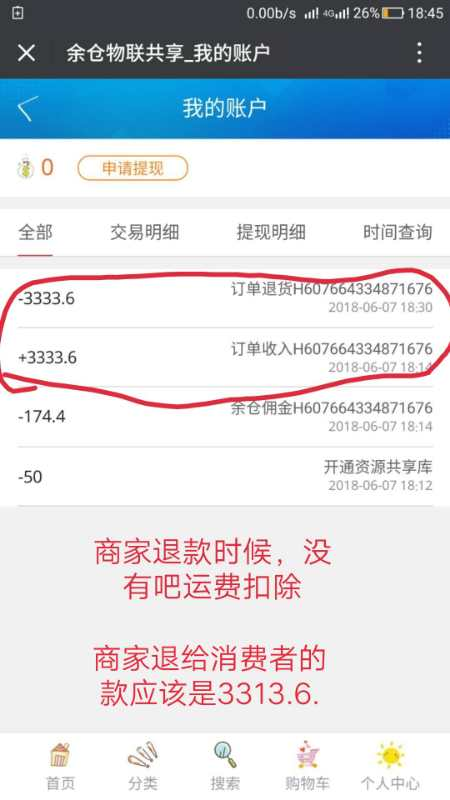 0.00b/s 4G 26% 18:45
余仓物联共享_我的账户
我的账户
0 申请提现
全部 交易明细 提现明细 时间查询
-3333.6 订单退货H607664334871676
2018-06-07 18:30
+3333.6 订单收入H607664334871676
2018-06-07 18:14
-174.4 余仓佣金H607664334871676
2018-06-07 18:14
-50 开通资源共享库
2018-06-07 18:12
商家退款时候，没
有吧运费扣除
商家退给消费者的
款应该是3313.6.
首页 分类 搜索 购物车 个人中心